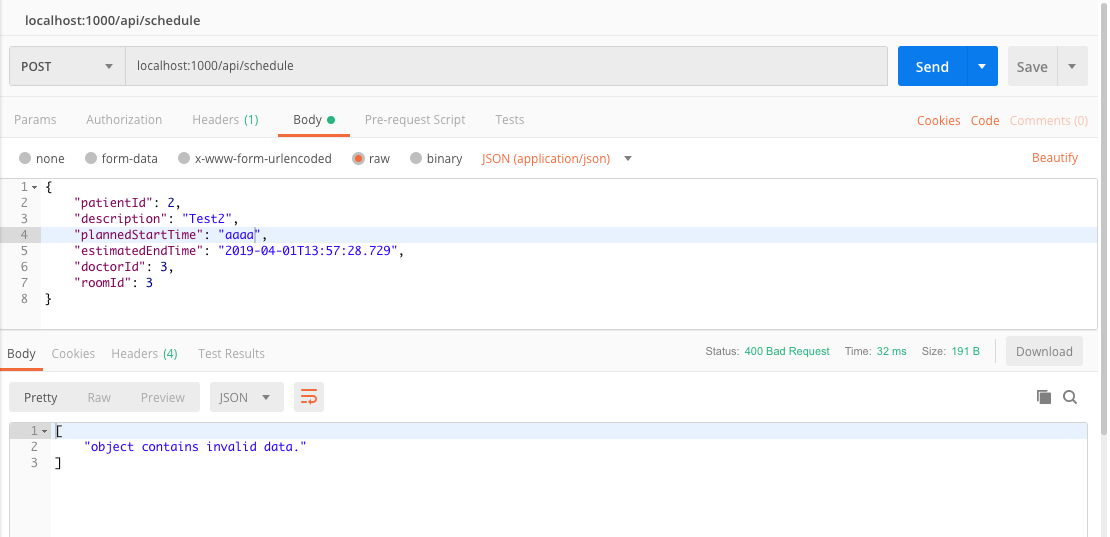 localhost:1000/api/schedule
POST localhost:1000/api/schedule Send Save
Params Authorization Headers (1) Body Pre-request Script Tests Cookies Code Comments (0)
none form-data x-www-form-urlencoded raw binary JSON (application/json) Beautify
1 {
2 "patientId": 2,
3 "description": "Test2",
4 "plannedStartTime": "aaaa",
5 "estimatedEndTime": "2019-04-01T13:57:28.729",
6 "doctorId": 3,
7 "roomId": 3
8 }
Body Cookies Headers (4) Test Results Status: 400 Bad Request Time: 32 ms Size: 191 B Download
Pretty Raw Preview JSON
1 [
2 "object contains invalid data."
3 ]